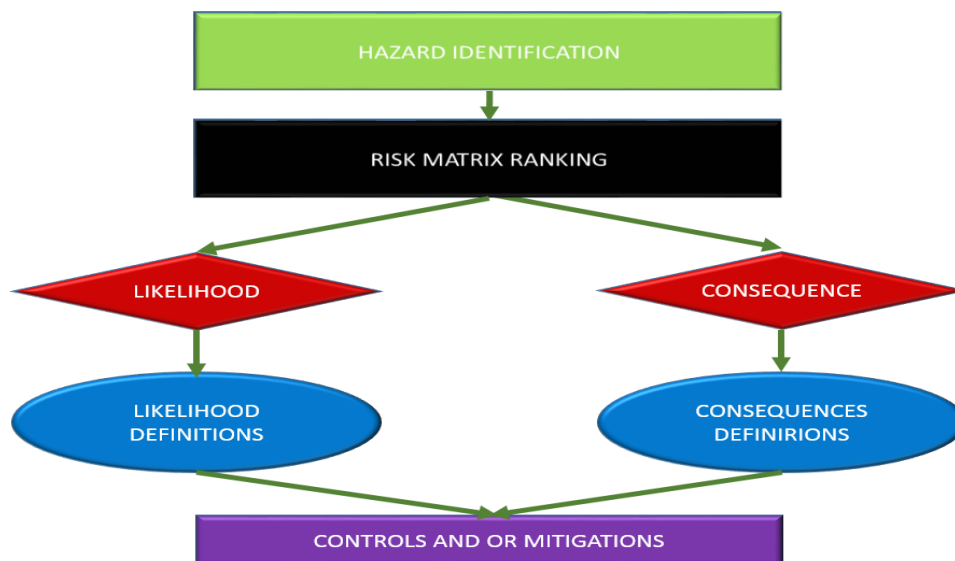 HAZARD IDENTIFICATION
RISK MATRIX RANKING
LIKELIHOOD
CONSEQUENCE
LIKELIHOOD
DEFINITIONS
CONSEQUENCES
DEFINIRIONS
CONTROLS AND OR MITIGATIONS